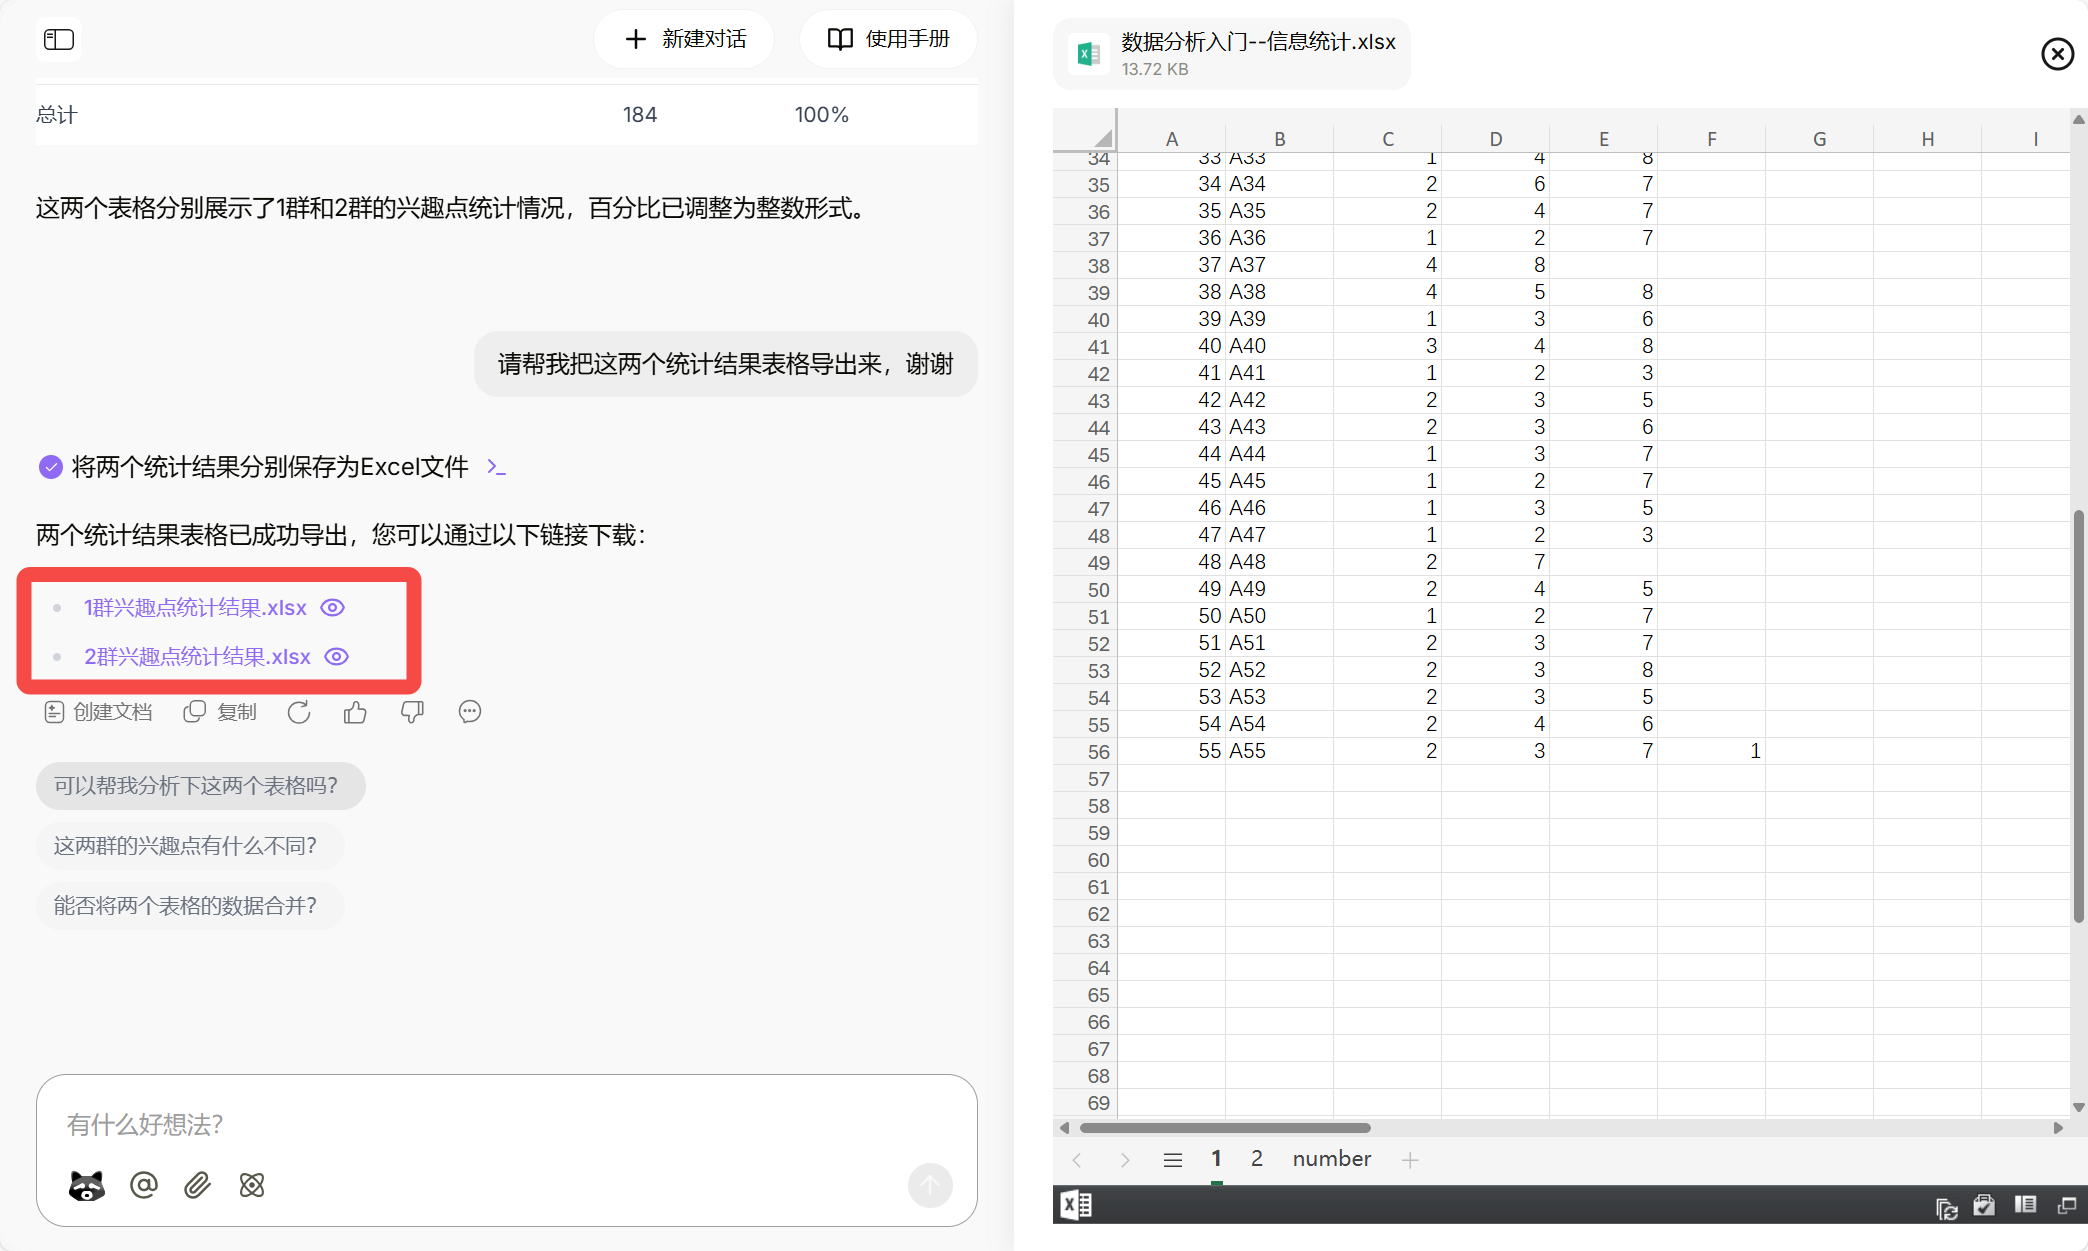 新建对话
使用手册
总计 184 100%
这两个表格分别展示了1群和2群的兴趣点统计情况，百分比已调整为整数形式。
请帮我把这两个统计结果表格导出来，谢谢
将两个统计结果分别保存为Excel文件
两个统计结果表格已成功导出，您可以通过以下链接下载：
1群兴趣点统计结果.xlsx
2群兴趣点统计结果.xlsx
创建文档 复制
可以帮我分析下这两个表格吗？
这两群的兴趣点有什么不同？
能否将两个表格的数据合并？
有什么好想法？
数据分析入门--信息统计.xlsx
13.72 KB
A B C D E F G H I
34 33 A33 1 4 8
35 34 A34 2 6 7
36 35 A35 2 4 7
37 36 A36 1 2 7
38 37 A37 4 8
39 38 A38 4 5 8
40 39 A39 1 3 6
41 40 A40 3 4 8
42 41 A41 1 2 3
43 42 A42 2 3 5
44 43 A43 2 3 6
45 44 A44 1 3 7
46 45 A45 1 2 7
47 46 A46 1 3 5
48 47 A47 1 2 3
49 48 A48 2 7
50 49 A49 2 4 5
51 50 A50 1 2 7
52 51 A51 2 3 7
53 52 A52 2 3 8
54 53 A53 2 3 5
55 54 A54 2 4 6
56 55 A55 2 3 7 1
57
58
59
60
61
62
63
64
65
66
67
68
69
1 2 number